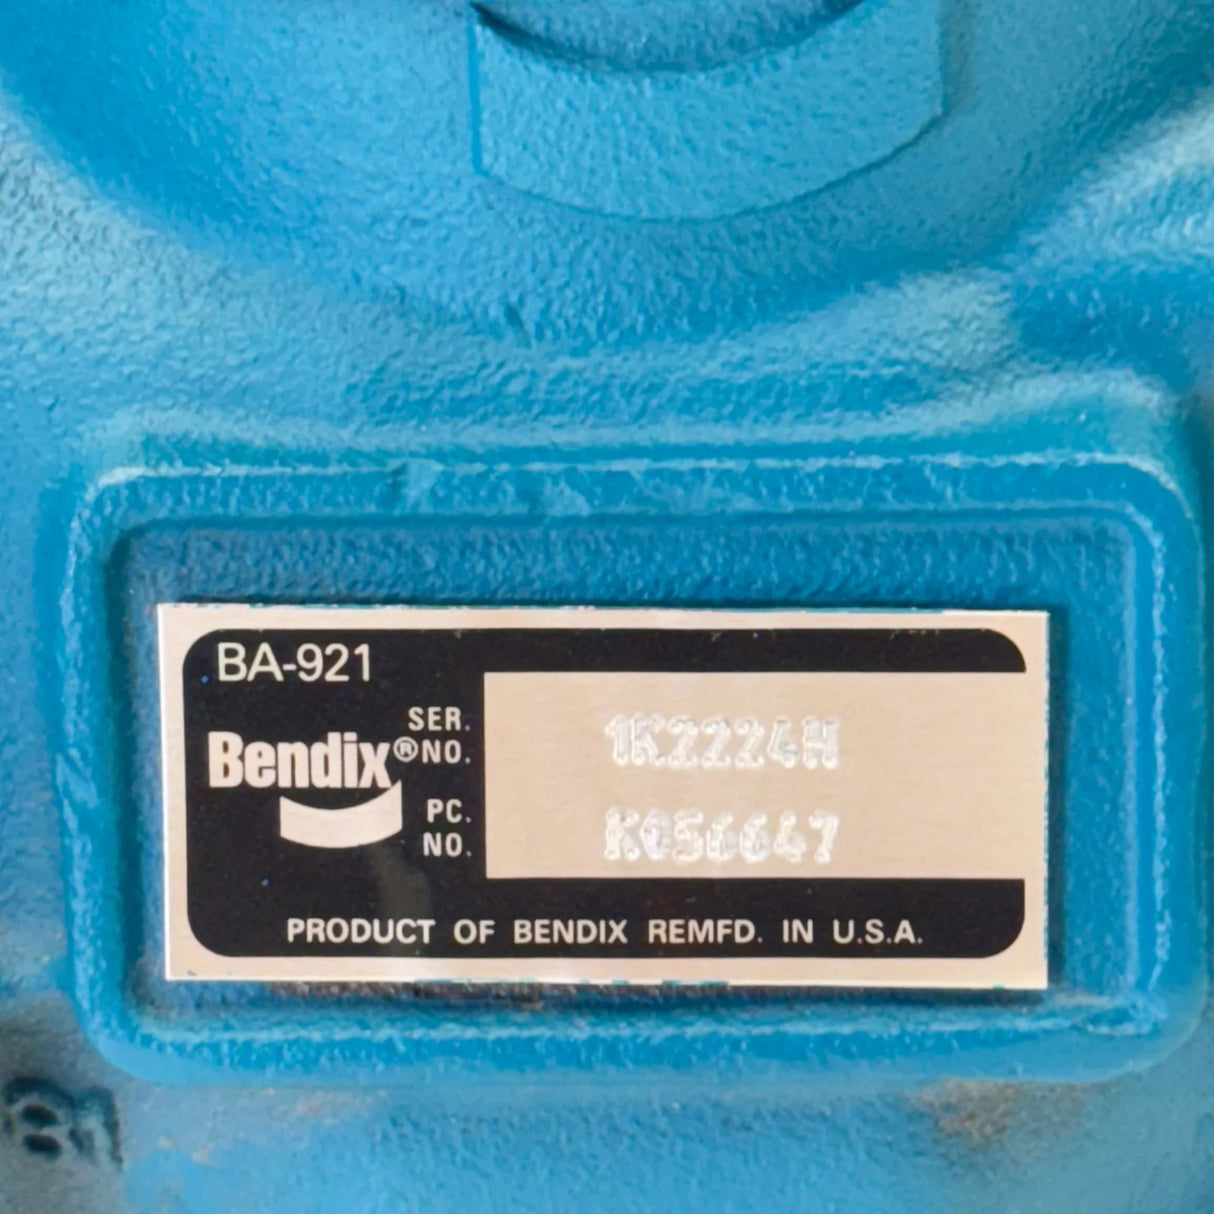 BA-921
SER.
Bendix® NO. 1K2224H
PC.
NO. K056647
PRODUCT OF BENDIX REMFD. IN U.S.A.